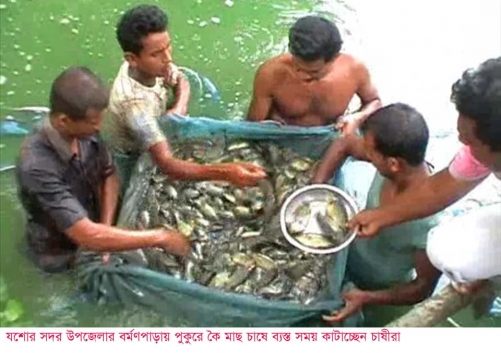 যশোর সদর উপজেলার বর্মণপাড়ায় পুকুরে কৈ মাছ চাষে ব্যস্ত সময় কাটাচ্ছেন চাষীরা